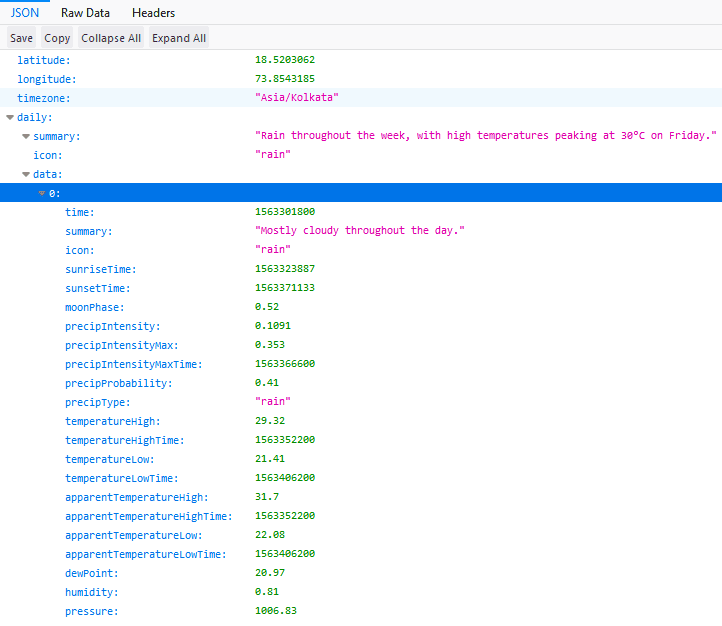 JSON Raw Data Headers
Save Copy Collapse All Expand All
latitude: 18.5203062
longitude: 73.8543185
timezone: "Asia/Kolkata"
daily:
summary: "Rain throughout the week, with high temperatures peaking at 30°C on Friday."
icon: "rain"
data:
0:
time: 1563301800
summary: "Mostly cloudy throughout the day."
icon: "rain"
sunriseTime: 1563323887
sunsetTime: 1563371133
moonPhase: 0.52
precipIntensity: 0.1091
precipIntensityMax: 0.353
precipIntensityMaxTime: 1563366600
precipProbability: 0.41
precipType: "rain"
temperatureHigh: 29.32
temperatureHighTime: 1563352200
temperatureLow: 21.41
temperatureLowTime: 1563406200
apparentTemperatureHigh: 31.7
apparentTemperatureHighTime: 1563352200
apparentTemperatureLow: 22.08
apparentTemperatureLowTime: 1563406200
dewPoint: 20.97
humidity: 0.81
pressure: 1006.83